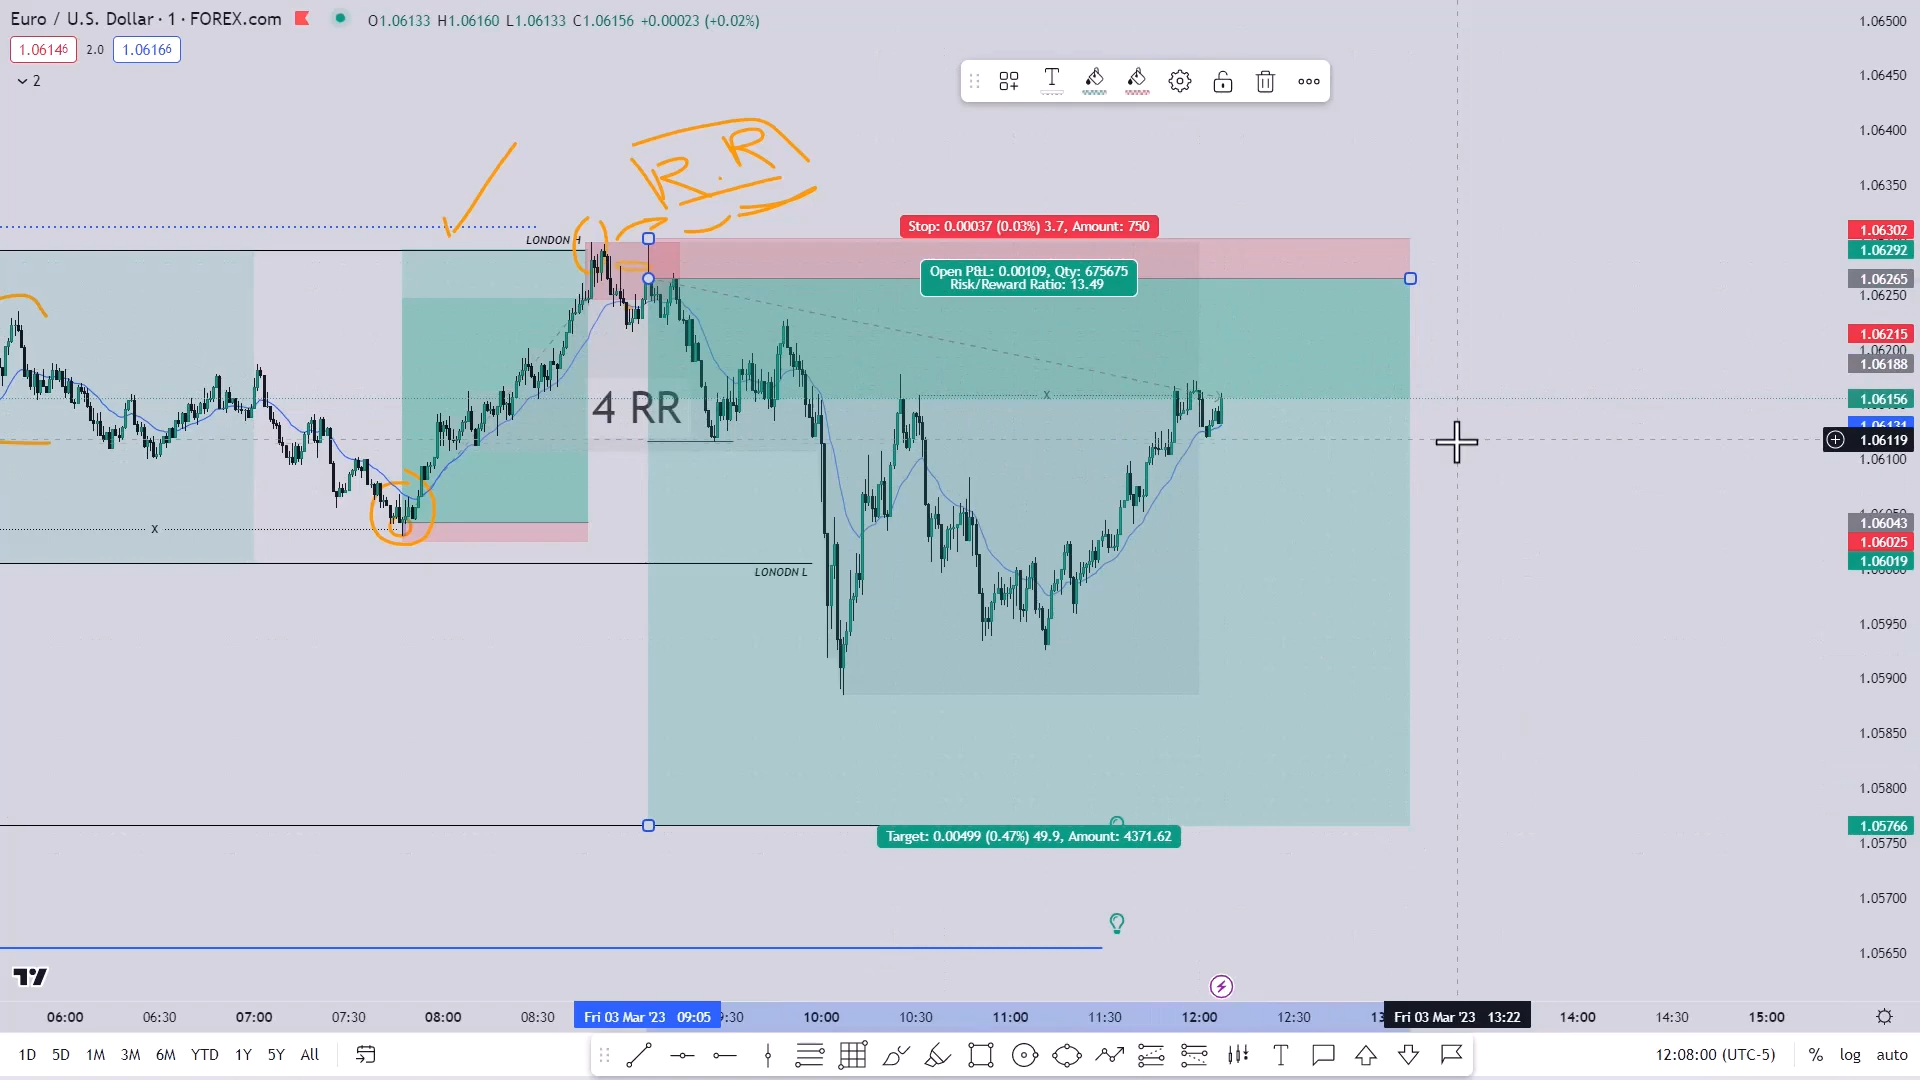 Euro / U.S. Dollar · 1 · FOREX.com O1.06133 H1.06160 L1.06133 C1.06156 +0.00023 (+0.02%)
1.06146 2.0 1.06166
2
T
R.R
Stop: 0.00037 (0.03%) 3.7, Amount: 750
LONDON H
Open P&L: 0.00109, Qty: 675675
Risk/Reward Ratio: 13.49
4 RR
X
X
LONODN L
Target: 0.00499 (0.47%) 49.9, Amount: 4371.62
1.06500
1.06450
1.06400
1.06350
1.06302
1.06292
1.06265
1.06250
1.06215
1.06200
1.06188
1.06156
1.06131
1.06119
1.06100
1.06043
1.06025
1.06019
1.05950
1.05900
1.05850
1.05800
1.05766
1.05750
1.05700
1.05650
06:00 06:30 07:00 07:30 08:00 08:30 Fri 03 Mar '23 09:05 10:00 10:30 11:00 11:30 12:00 12:30 Fri 03 Mar '23 13:22 14:00 14:30 15:00
1D 5D 1M 3M 6M YTD 1Y 5Y All T 12:08:00 (UTC-5) % log auto